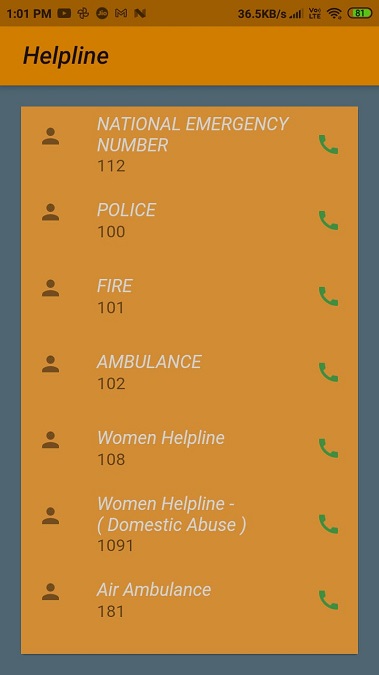 1:01 PM
36.5KB/s
Vo
LTE
81
Helpline
NATIONAL EMERGENCY
NUMBER
112
POLICE
100
FIRE
101
AMBULANCE
102
Women Helpline
108
Women Helpline -
( Domestic Abuse )
1091
Air Ambulance
181